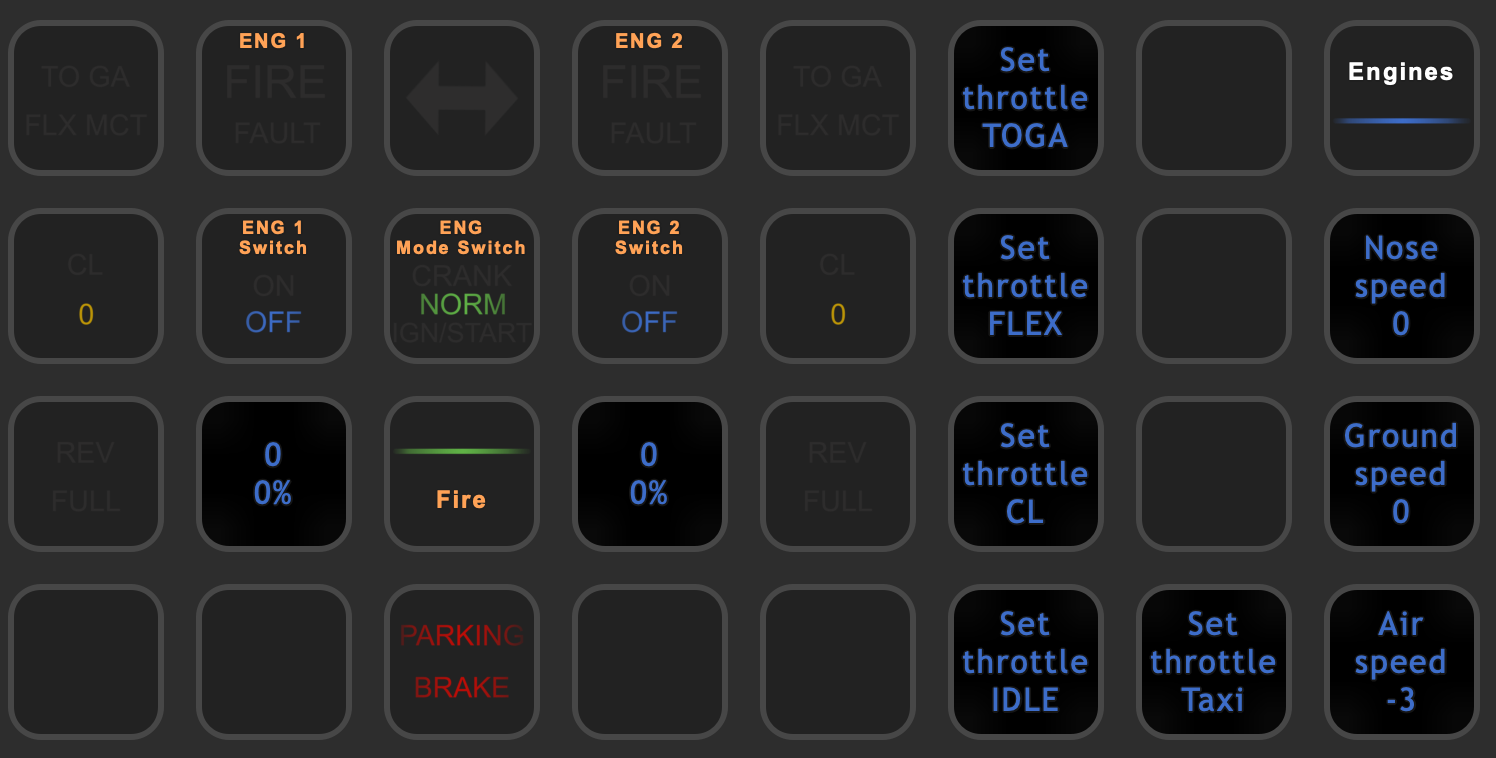 TO GA
FLX MCT
ENG 1
FIRE
FAULT
ENG 2
FIRE
FAULT
TO GA
FLX MCT
Set
throttle
TOGA
Engines
CL
0
ENG 1
Switch
ON
OFF
ENG
Mode Switch
CRANK
NORM
IGN/START
ENG 2
Switch
ON
OFF
CL
0
Set
throttle
FLEX
Nose
speed
0
REV
FULL
0
0%
Fire
0
0%
REV
FULL
Set
throttle
CL
Ground
speed
0
PARKING
BRAKE
Set
throttle
IDLE
Set
throttle
Taxi
Air
speed
-3